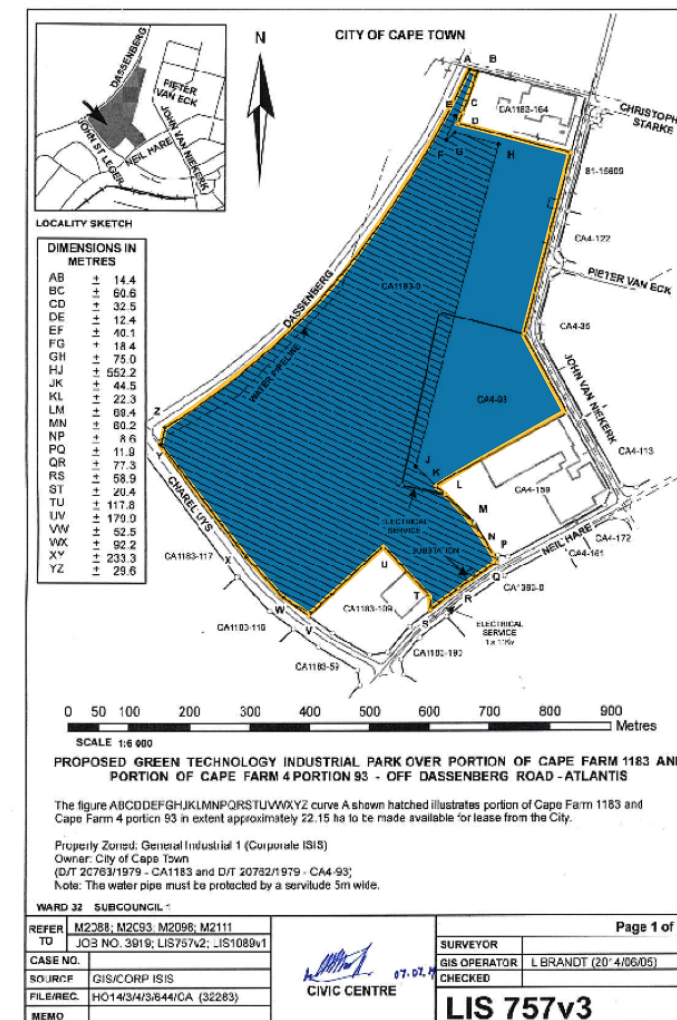 CITY OF CAPE TOWN
N
DASSENBERG
PIETER
VAN ECK
JOHN VAN NIEKERK
JOHN ST LEGER
NEIL HARE
LOCALITY SKETCH
A B
C
D
E
F
G
H
CA1183-164
CHRISTOPH
STARKE
81-15609
CA4-122
PIETER VAN ECK
CA4-35
JOHN VAN NIEKERK
CA1183-0
DASSENBERG
WATER PIPELINE
CA4-93
DIMENSIONS IN
METRES
AB ± 14.4
BC ± 60.6
CD ± 32.5
DE ± 12.4
EF ± 40.1
FG ± 18.4
GH ± 75.0
HJ ± 552.2
JK ± 44.5
KL ± 22.3
LM ± 69.4
MN ± 60.2
NP ± 8.6
PQ ± 11.9
QR ± 77.3
RS ± 58.9
ST ± 20.4
TU ± 117.8
UV ± 179.0
VW ± 52.5
WX ± 92.2
XY ± 233.3
YZ ± 29.6
Z
Y
CHAREL UYS
J
K
L
M
N
P
Q
R
S
T
U
V
W
X
CA4-113
CA4-159
CA4-172
NEIL HARE
CA4-161
ELECTRICAL
SERVICE
SUBSTATION
CA1183-117
CA1183-109
CA1183-118
CA1183-59
CA1183-190
ELECTRICAL
SERVICE
0 50 100 200 300 400 500 600 700 800 900
Metres
SCALE 1:6 000
PROPOSED GREEN TECHNOLOGY INDUSTRIAL PARK OVER PORTION OF CAPE FARM 1183 AND
PORTION OF CAPE FARM 4 PORTION 93 - OFF DASSENBERG ROAD - ATLANTIS
The figure ABCDDEFGHJKLMNPQRSTUVWXYZ curve A shown hatched illustrates portion of Cape Farm 1183 and
Cape Farm 4 portion 93 in extent approximately 22.15 ha to be made available for lease from the City.
Property Zoned: General Industrial 1 (Corporate ISIS)
Owner: City of Cape Town
(D/T 20763/1979 - CA1183 and D/T 20762/1979 - CA4-93)
Note: The water pipe must be protected by a servitude 5m wide.
WARD 32 SUBCOUNCIL 1
REFER TO M2088; M2093; M2098; M2111
JOB NO. 3919; LIS757v2; LIS1089v1
CASE NO.
SOURCE GIS/CORP ISIS
FILE/REC. HO14/3/4/3/644/CA (32283)
MEMO
CIVIC CENTRE
Page 1 of
SURVEYOR
GIS OPERATOR L BRANDT (2014/06/05)
CHECKED
LIS 757v3